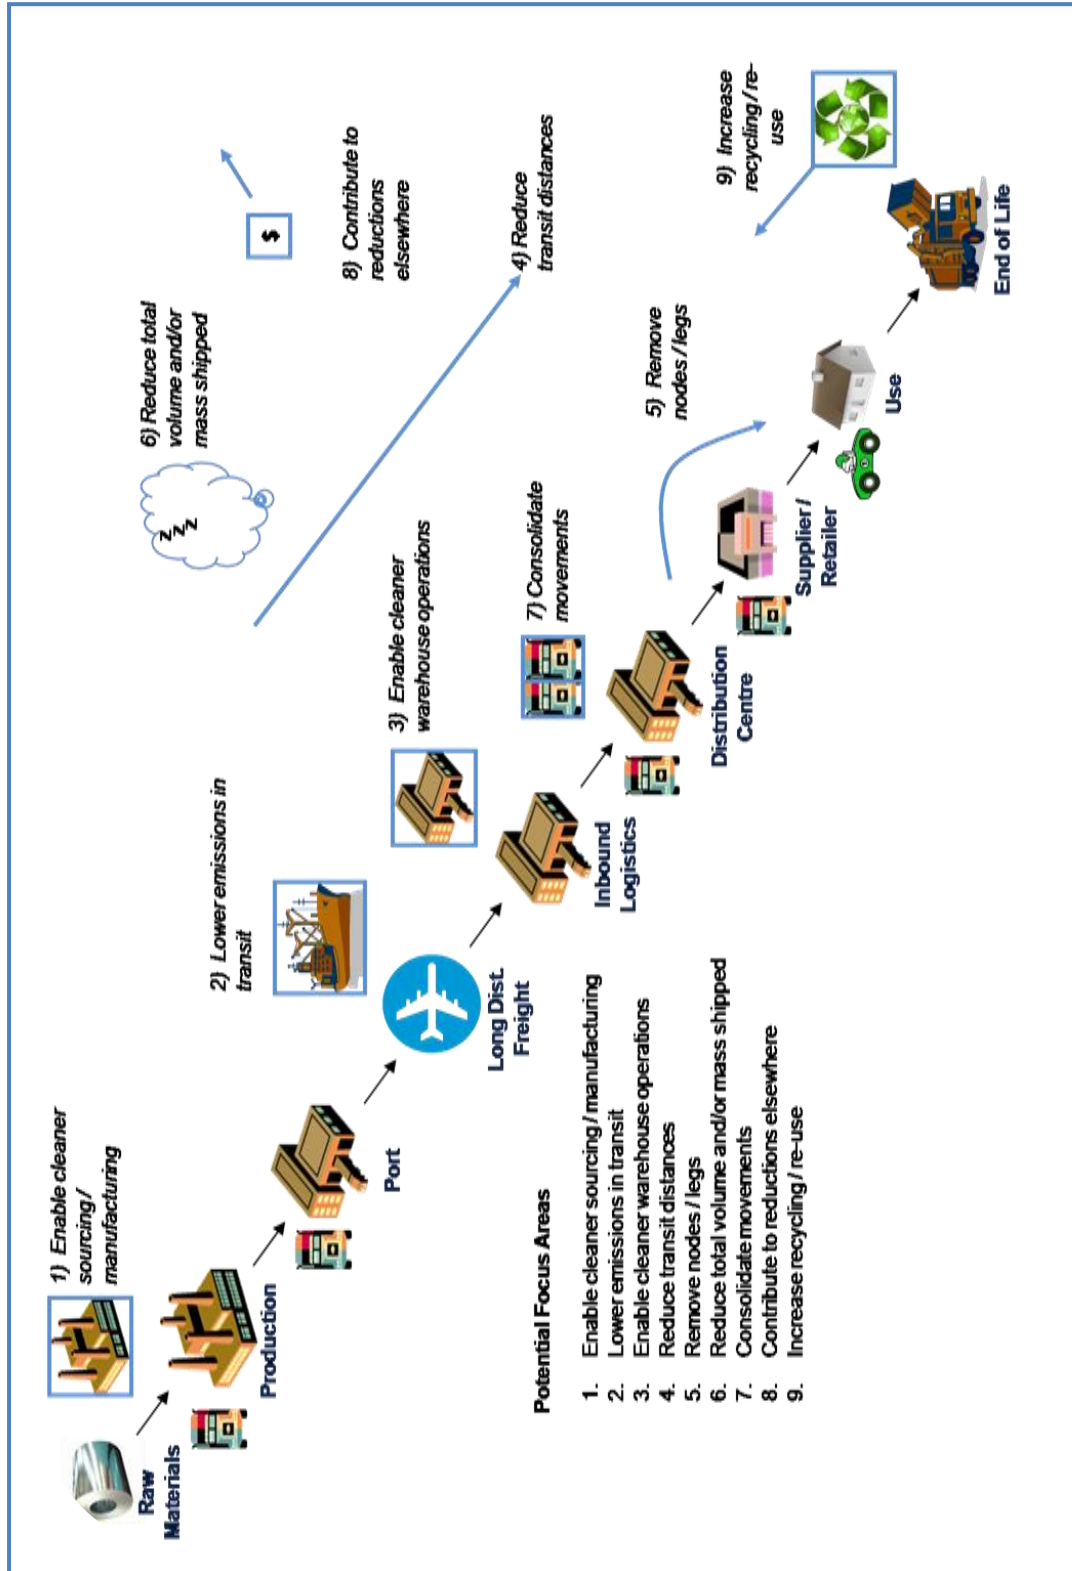 1) Enable cleaner
sourcing /
manufacturing
2) Lower emissions in
transit
3) Enable cleaner
warehouse operations
6) Reduce total
volume and/or
mass shipped
z
z
z
$
8) Contribute to
reductions
elsewhere
4) Reduce
transit distances
7) Consolidate
movements
5) Remove
nodes / legs
9) Increase
recycling / re-
use
Raw
Materials
Production
Port
Long Dist.
Freight
Inbound
Logistics
Distribution
Centre
Supplier /
Retailer
Use
End of Life
Potential Focus Areas
1. Enable cleaner sourcing / manufacturing
2. Lower emissions in transit
3. Enable cleaner warehouse operations
4. Reduce transit distances
5. Remove nodes / legs
6. Reduce total volume and/or mass shipped
7. Consolidate movements
8. Contribute to reductions elsewhere
9. Increase recycling / re-use